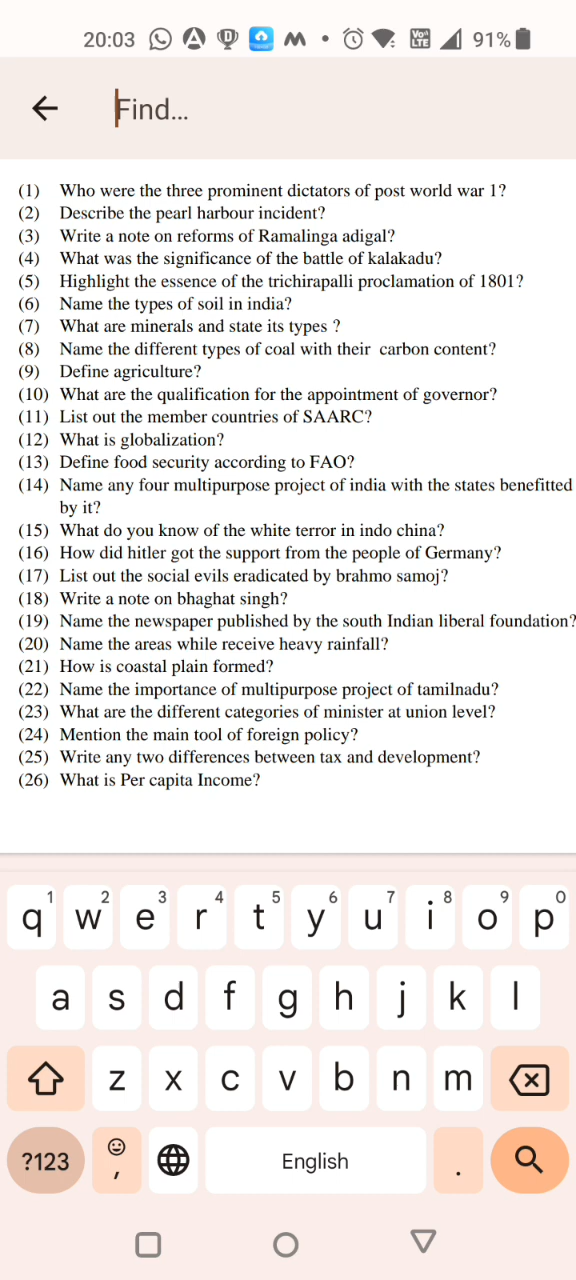 20:03 VoD LTE 91%
Find...
(1) Who were the three prominent dictators of post world war 1?
(2) Describe the pearl harbour incident?
(3) Write a note on reforms of Ramalinga adigal?
(4) What was the significance of the battle of kalakadu?
(5) Highlight the essence of the trichirapalli proclamation of 1801?
(6) Name the types of soil in india?
(7) What are minerals and state its types ?
(8) Name the different types of coal with their carbon content?
(9) Define agriculture?
(10) What are the qualification for the appointment of governor?
(11) List out the member countries of SAARC?
(12) What is globalization?
(13) Define food security according to FAO?
(14) Name any four multipurpose project of india with the states benefitted
by it?
(15) What do you know of the white terror in indo china?
(16) How did hitler got the support from the people of Germany?
(17) List out the social evils eradicated by brahmo samoj?
(18) Write a note on bhaghat singh?
(19) Name the newspaper published by the south Indian liberal foundation?
(20) Name the areas while receive heavy rainfall?
(21) How is coastal plain formed?
(22) Name the importance of multipurpose project of tamilnadu?
(23) What are the different categories of minister at union level?
(24) Mention the main tool of foreign policy?
(25) Write any two differences between tax and development?
(26) What is Per capita Income?
1 2 3 4 5 6 7 8 9 0
q w e r t y u i o p
a s d f g h j k l
z x c v b n m
?123 , English .